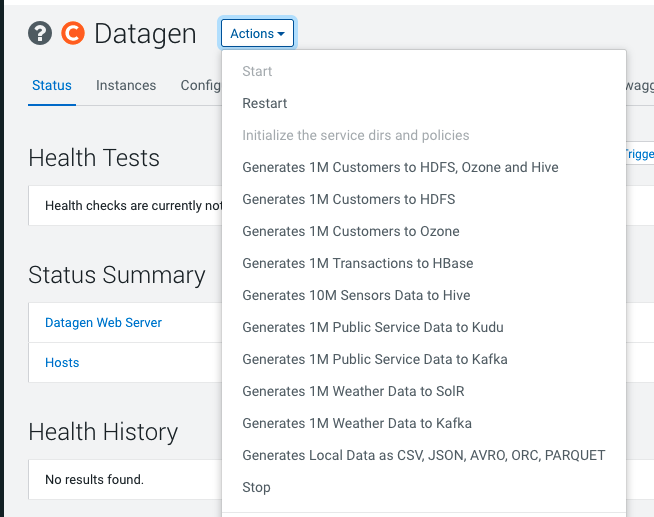 ? C Datagen Actions
Status Instances Config
Start
Restart
Initialize the service dirs and policies
Generates 1M Customers to HDFS, Ozone and Hive
Generates 1M Customers to HDFS
Generates 1M Customers to Ozone
Generates 1M Transactions to HBase
Generates 10M Sensors Data to Hive
Generates 1M Public Service Data to Kudu
Generates 1M Public Service Data to Kafka
Generates 1M Weather Data to SolR
Generates 1M Weather Data to Kafka
Generates Local Data as CSV, JSON, AVRO, ORC, PARQUET
Stop
Health Tests
Health checks are currently not
Status Summary
Datagen Web Server
Hosts
Health History
No results found.